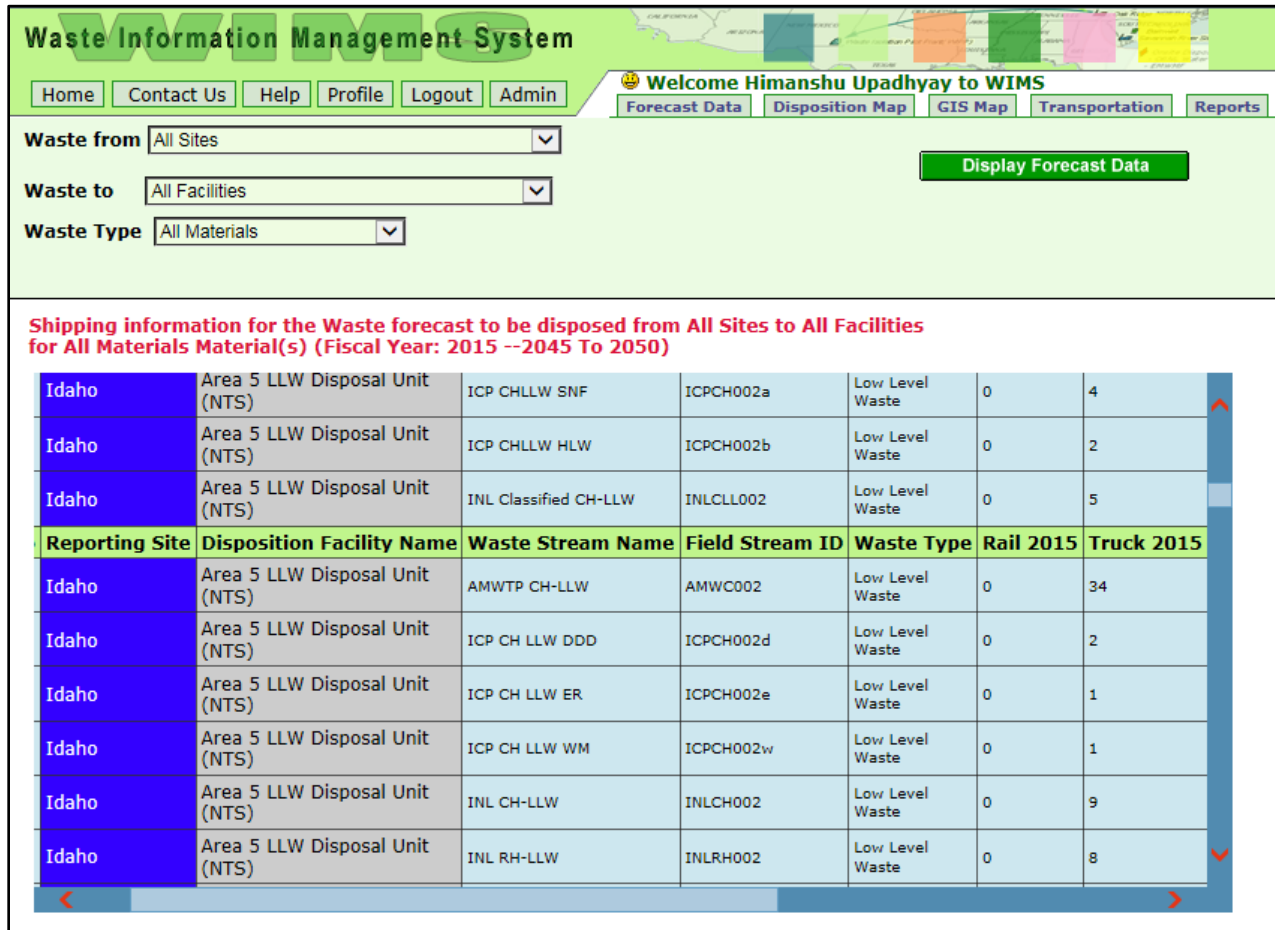 Waste Information Management System
Home Contact Us Help Profile Logout Admin
Welcome Himanshu Upadhyay to WIMS
Forecast Data Disposition Map GIS Map Transportation Reports
Waste from All Sites
Display Forecast Data
Waste to All Facilities
Waste Type All Materials
Shipping information for the Waste forecast to be disposed from All Sites to All Facilities
for All Materials Material(s) (Fiscal Year: 2015 --2045 To 2050)
Idaho Area 5 LLW Disposal Unit (NTS) ICP CHLLW SNF ICPCH002a Low Level Waste 0 4
Idaho Area 5 LLW Disposal Unit (NTS) ICP CHLLW HLW ICPCH002b Low Level Waste 0 2
Idaho Area 5 LLW Disposal Unit (NTS) INL Classified CH-LLW INLCLL002 Low Level Waste 0 5
Reporting Site Disposition Facility Name Waste Stream Name Field Stream ID Waste Type Rail 2015 Truck 2015
Idaho Area 5 LLW Disposal Unit (NTS) AMWTP CH-LLW AMWC002 Low Level Waste 0 34
Idaho Area 5 LLW Disposal Unit (NTS) ICP CH LLW DDD ICPCH002d Low Level Waste 0 2
Idaho Area 5 LLW Disposal Unit (NTS) ICP CH LLW ER ICPCH002e Low Level Waste 0 1
Idaho Area 5 LLW Disposal Unit (NTS) ICP CH LLW WM ICPCH002w Low Level Waste 0 1
Idaho Area 5 LLW Disposal Unit (NTS) INL CH-LLW INLCH002 Low Level Waste 0 9
Idaho Area 5 LLW Disposal Unit (NTS) INL RH-LLW INLRH002 Low Level Waste 0 8